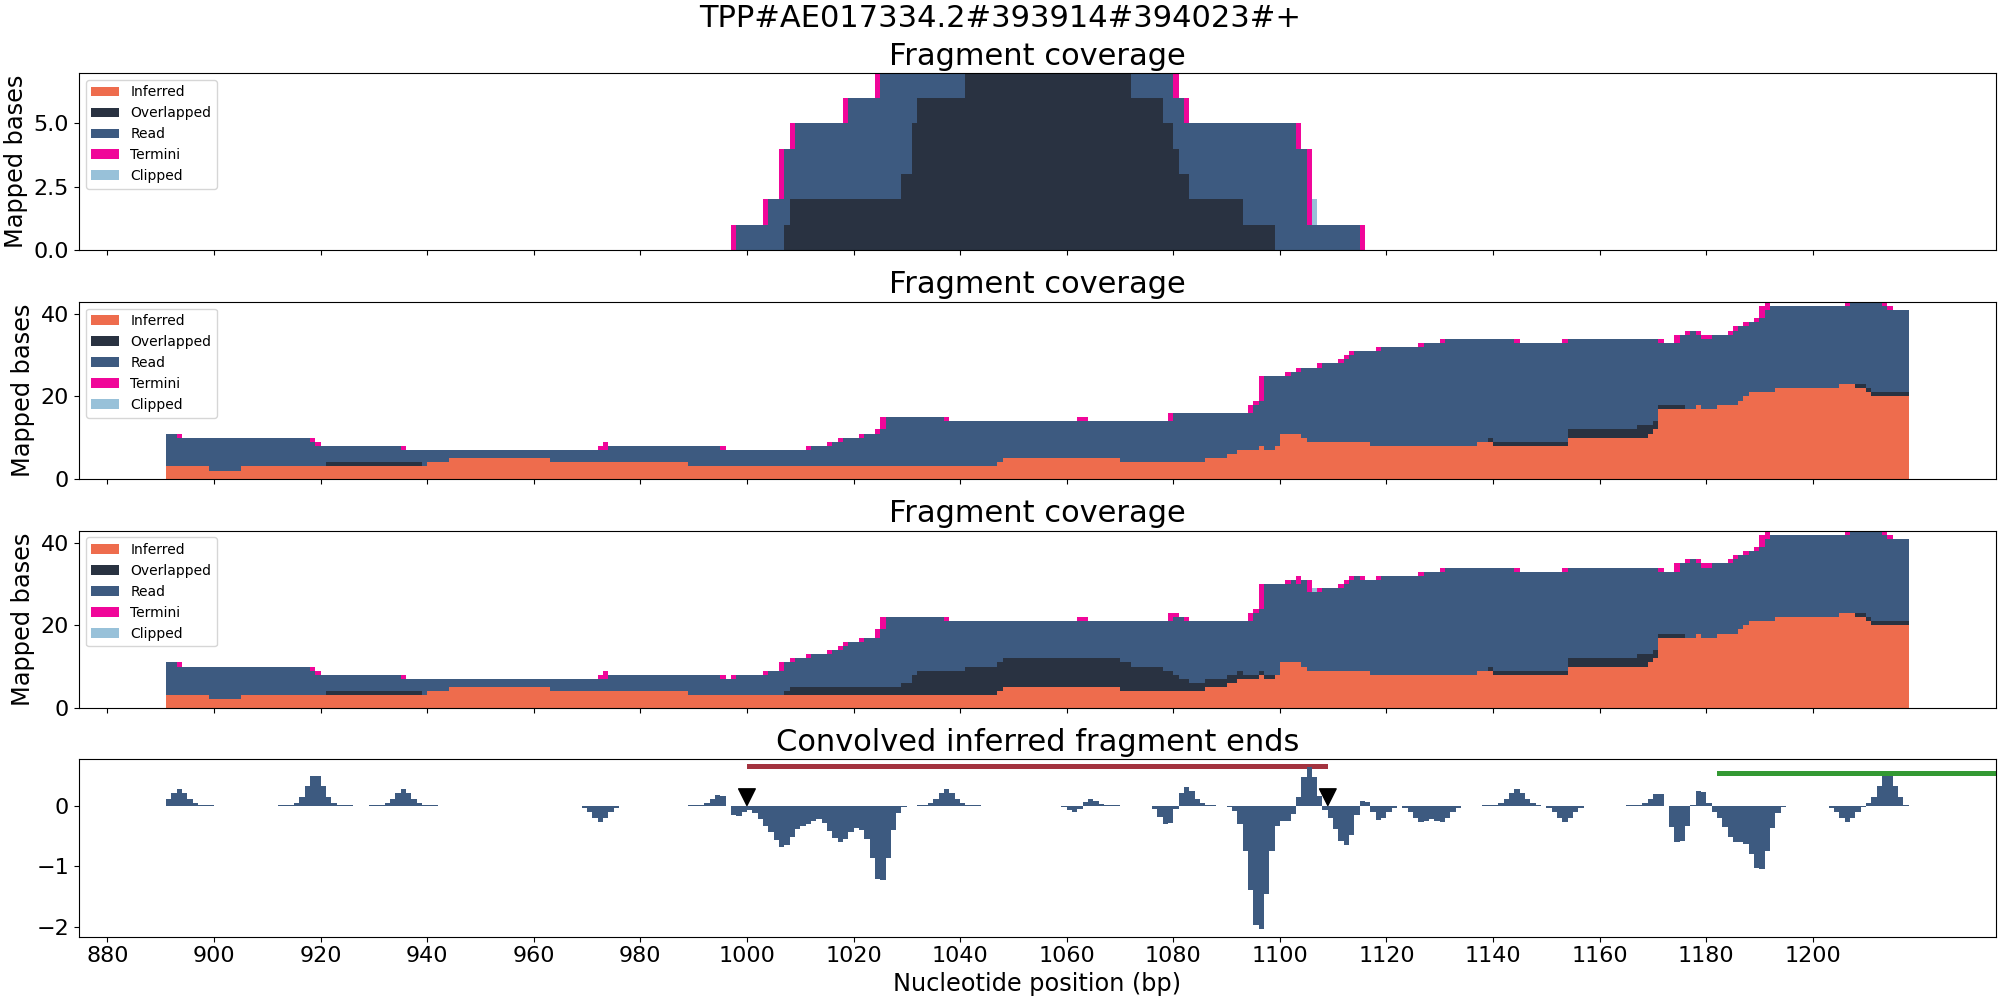 TPP#AE017334.2#393914#394023#+
Fragment coverage
Mapped bases
5.0
2.5
0.0
Inferred
Overlapped
Read
Termini
Clipped
Fragment coverage
Mapped bases
40
20
0
Inferred
Overlapped
Read
Termini
Clipped
Fragment coverage
Mapped bases
40
20
0
Inferred
Overlapped
Read
Termini
Clipped
Convolved inferred fragment ends
0
−1
−2
880 900 920 940 960 980 1000 1020 1040 1060 1080 1100 1120 1140 1160 1180 1200
Nucleotide position (bp)